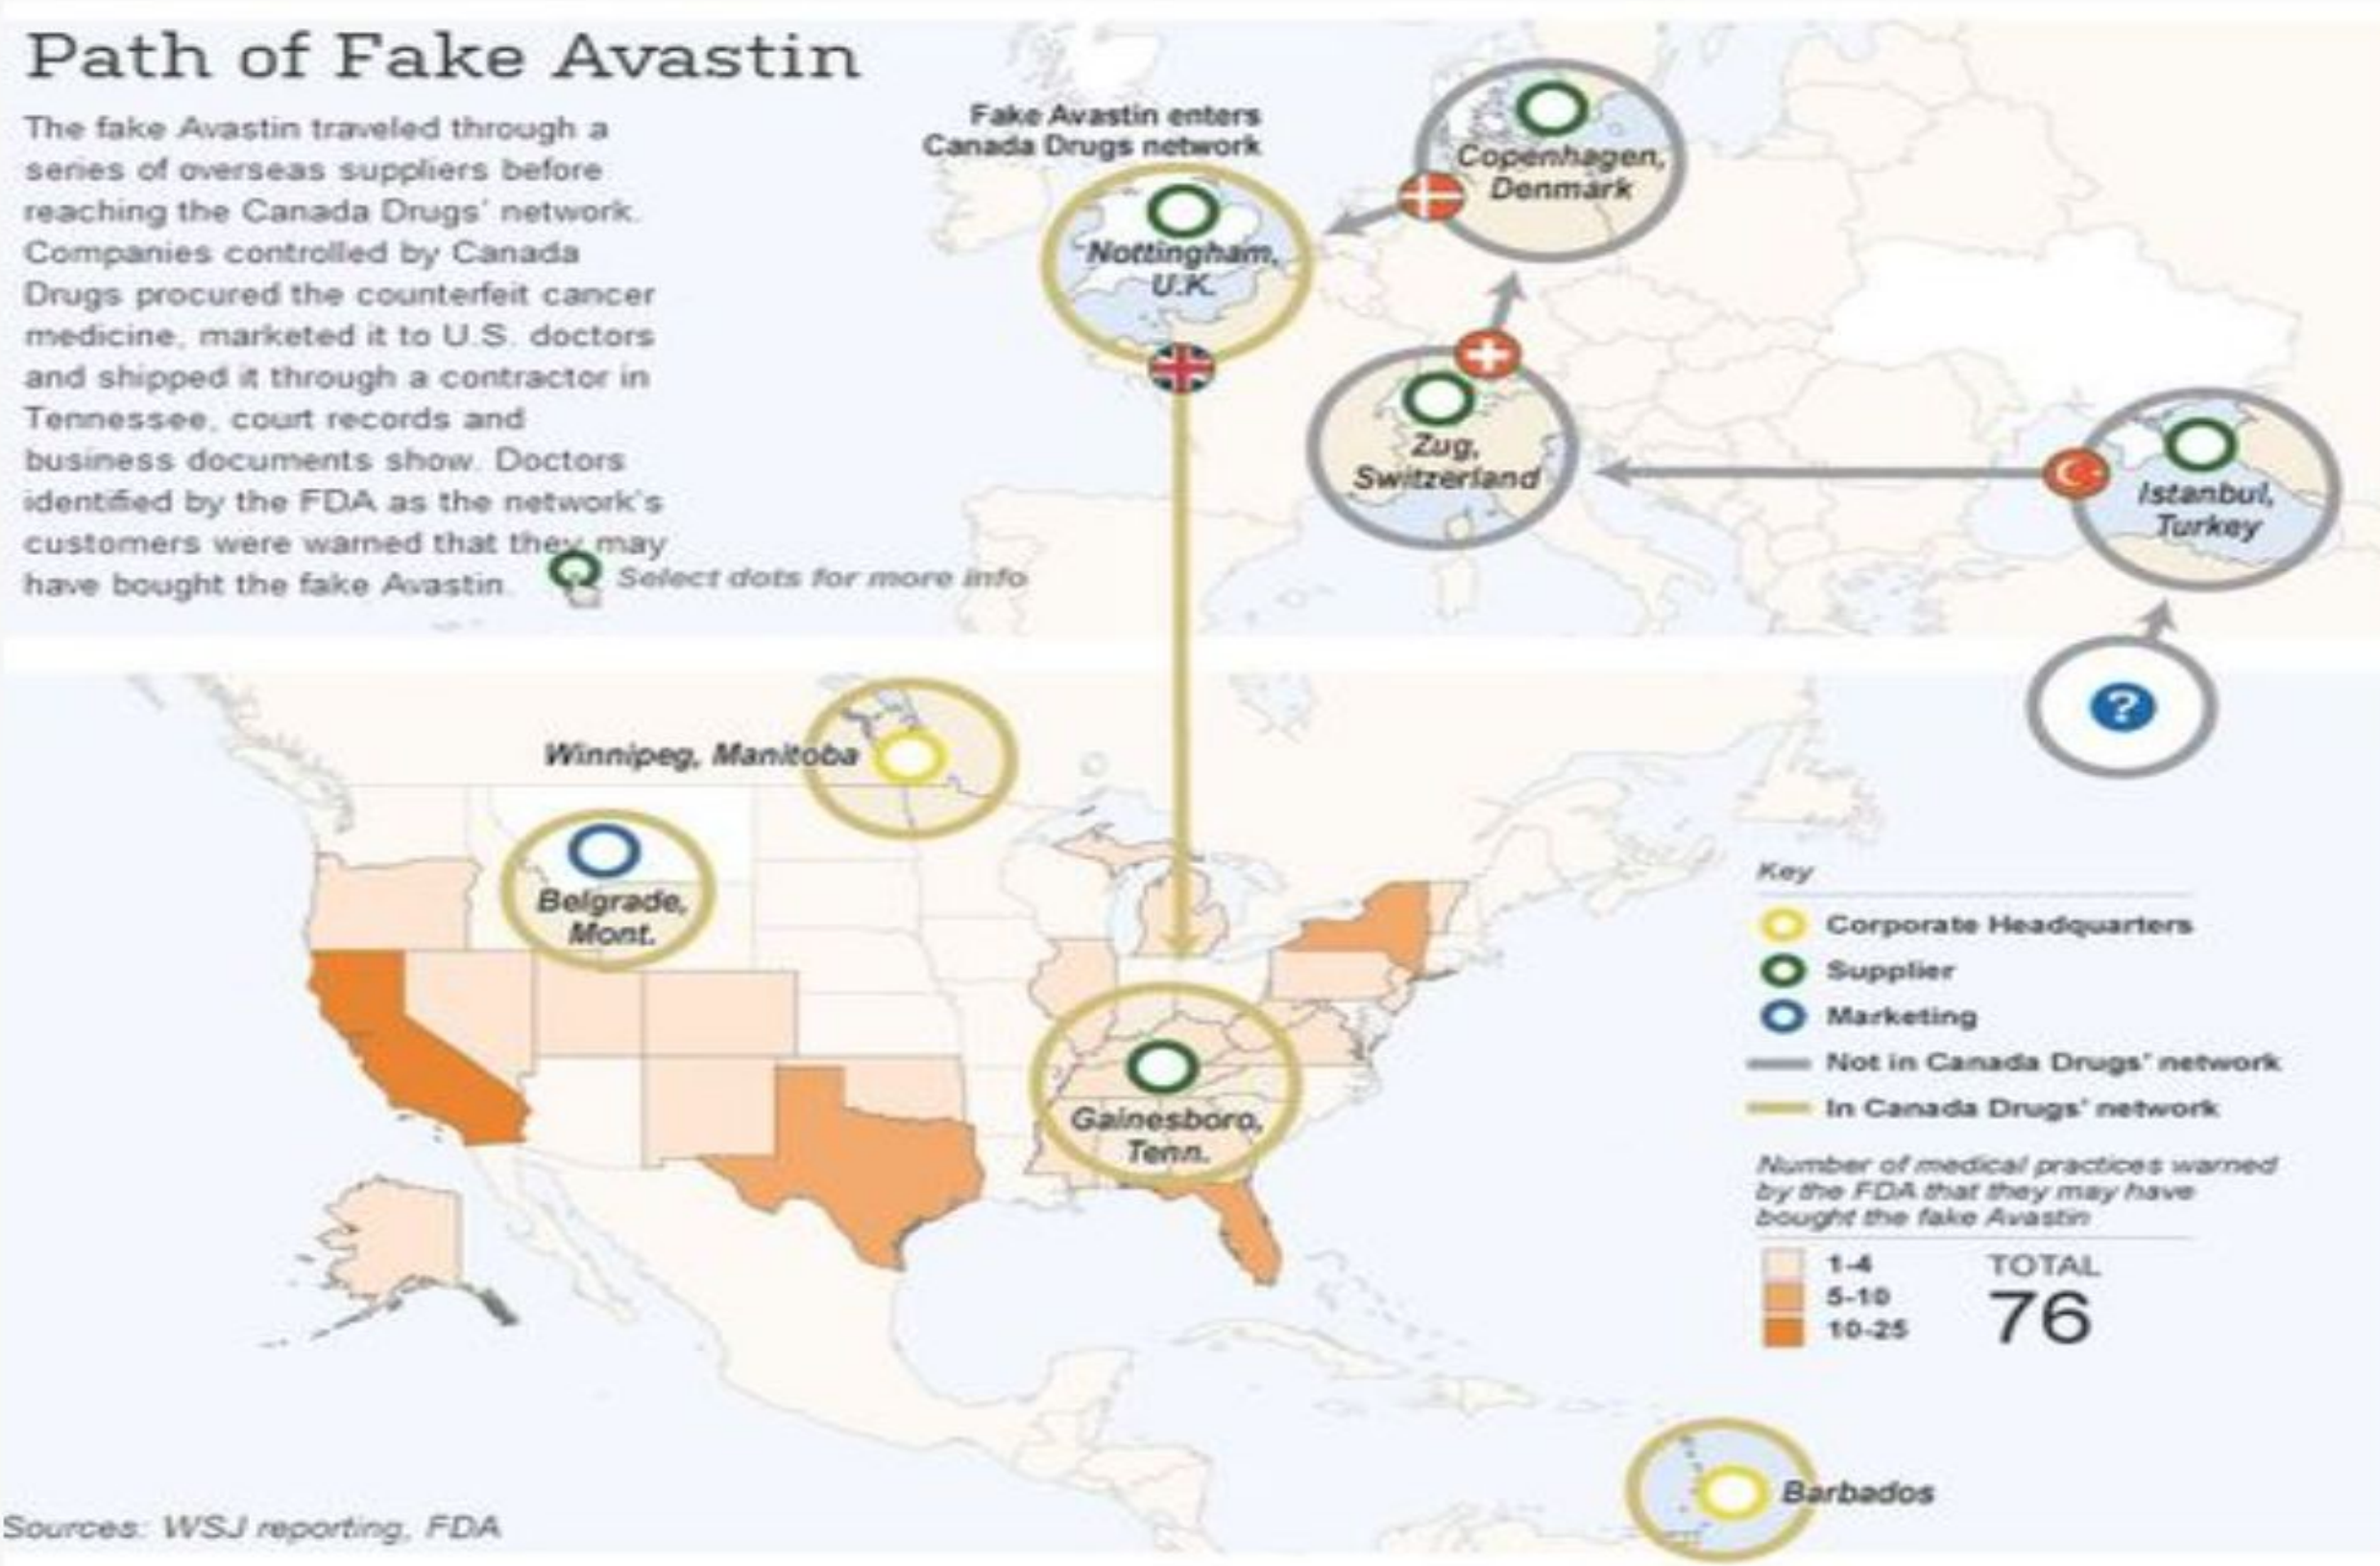 Path of Fake Avastin
The fake Avastin traveled through a
series of overseas suppliers before
reaching the Canada Drugs' network.
Companies controlled by Canada
Drugs procured the counterfeit cancer
medicine, marketed it to U.S. doctors
and shipped it through a contractor in
Tennessee, court records and
business documents show. Doctors
identified by the FDA as the network's
customers were warned that they may
have bought the fake Avastin.
Select dots for more info
Fake Avastin enters
Canada Drugs network
Nottingham,
U.K.
Copenhagen,
Denmark
Zug,
Switzerland
Istanbul,
Turkey
?
Winnipeg, Manitoba
Belgrade,
Mont.
Gainesboro,
Tenn.
Barbados
Key
Corporate Headquarters
Supplier
Marketing
Not in Canada Drugs' network
In Canada Drugs' network
Number of medical practices warned
by the FDA that they may have
bought the fake Avastin
1-4
5-10
10-25
TOTAL
76
Sources: WSJ reporting, FDA